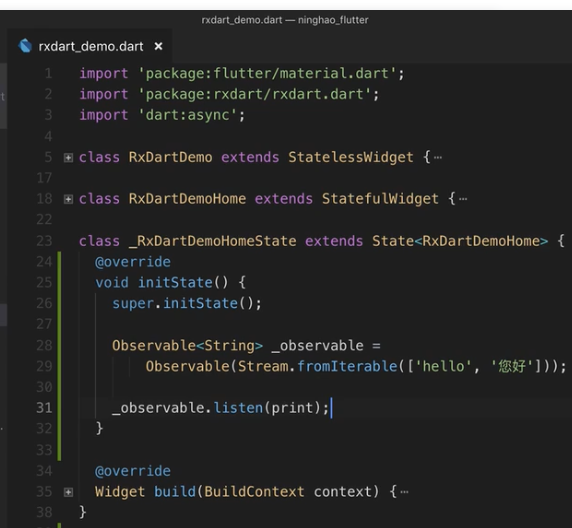 rxdart_demo.dart — ninghao_flutter
rxdart_demo.dart ×
1 import 'package:flutter/material.dart';
2 import 'package:rxdart/rxdart.dart';
3 import 'dart:async';
4
5 class RxDartDemo extends StatelessWidget {⋯
17
18 class RxDartDemoHome extends StatefulWidget {⋯
22
23 class _RxDartDemoHomeState extends State<RxDartDemoHome> {
24 @override
25 void initState() {
26 super.initState();
27
28 Observable<String> _observable =
29 Observable(Stream.fromIterable(['hello', '您好']));
30
31 _observable.listen(print);
32 }
33
34 @override
35 Widget build(BuildContext context) {⋯
38 }